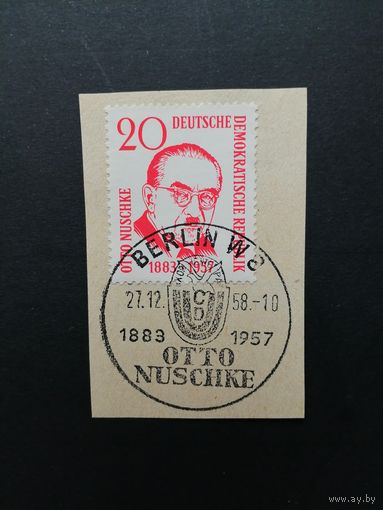 20
DEUTSCHE
DEMOKRATISCHE REPUBLIK
OTTO NUSCHKE
1883 1957
BERLIN W8
27.12. 58.-10
CDU
1883 1957
OTTO
NUSCHKE
www.ay.by